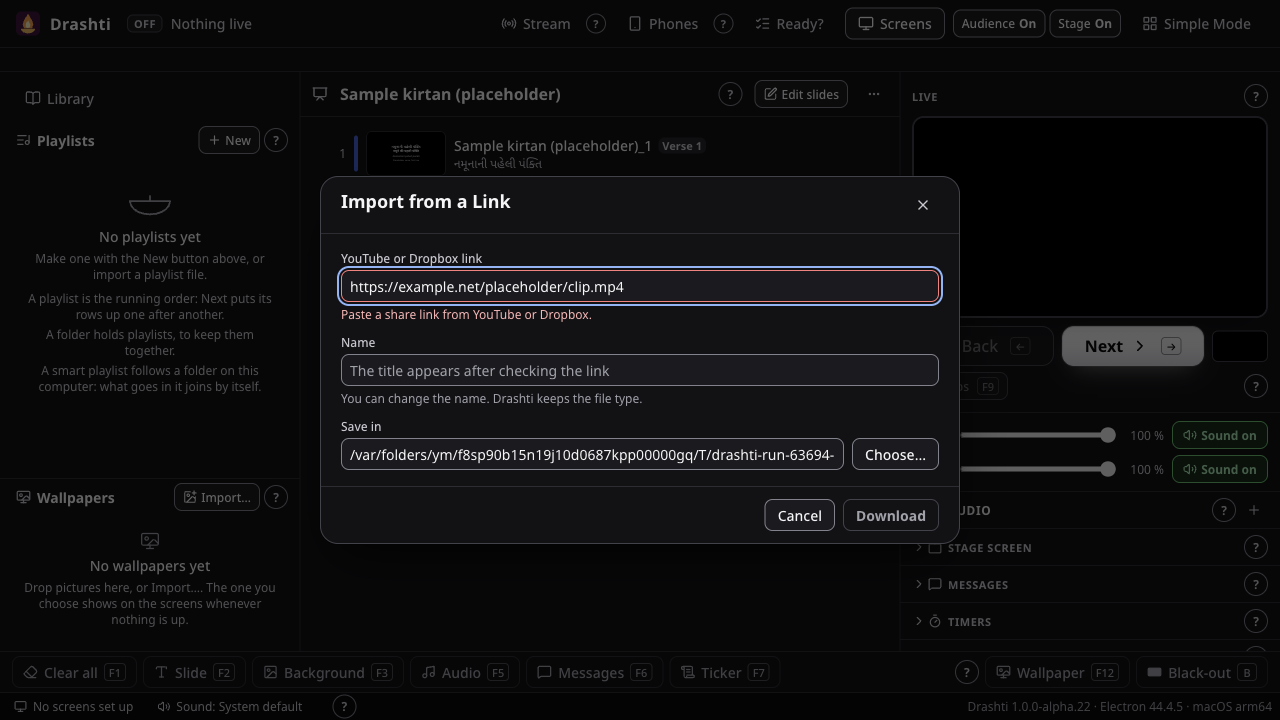 Drashti OFF Nothing live Stream ? Phones ? Ready? Screens Audience On Stage On Simple Mode
Library
Playlists New ?
No playlists yet
Make one with the New button above, or
import a playlist file.
A playlist is the running order: Next puts its
rows up one after another.
A folder holds playlists, to keep them
together.
A smart playlist follows a folder on this
computer: what goes in it joins by itself.
Wallpapers Import... ?
No wallpapers yet
Drop pictures here, or Import.... The one you
choose shows on the screens whenever
nothing is up.
Sample kirtan (placeholder) ? Edit slides ...
1 Sample kirtan (placeholder)_1 Verse 1
નમૂનાની પહેલી પંક્તિ
Import from a Link
YouTube or Dropbox link
https://example.net/placeholder/clip.mp4
Paste a share link from YouTube or Dropbox.
Name
The title appears after checking the link
You can change the name. Drashti keeps the file type.
Save in
/var/folders/ym/f8sp90b15n19j10d0687kpp00000gq/T/drashti-run-63694- Choose...
Cancel Download
LIVE ?
Back ← Next →
F9 ?
100 % Sound on
100 % Sound on
? +
STAGE SCREEN ?
MESSAGES ?
TIMERS ?
Clear all F1 Slide F2 Background F3 Audio F5 Messages F6 Ticker F7 ? Wallpaper F12 Black-out B
No screens set up Sound: System default ? Drashti 1.0.0-alpha.22 · Electron 44.4.5 · macOS arm64